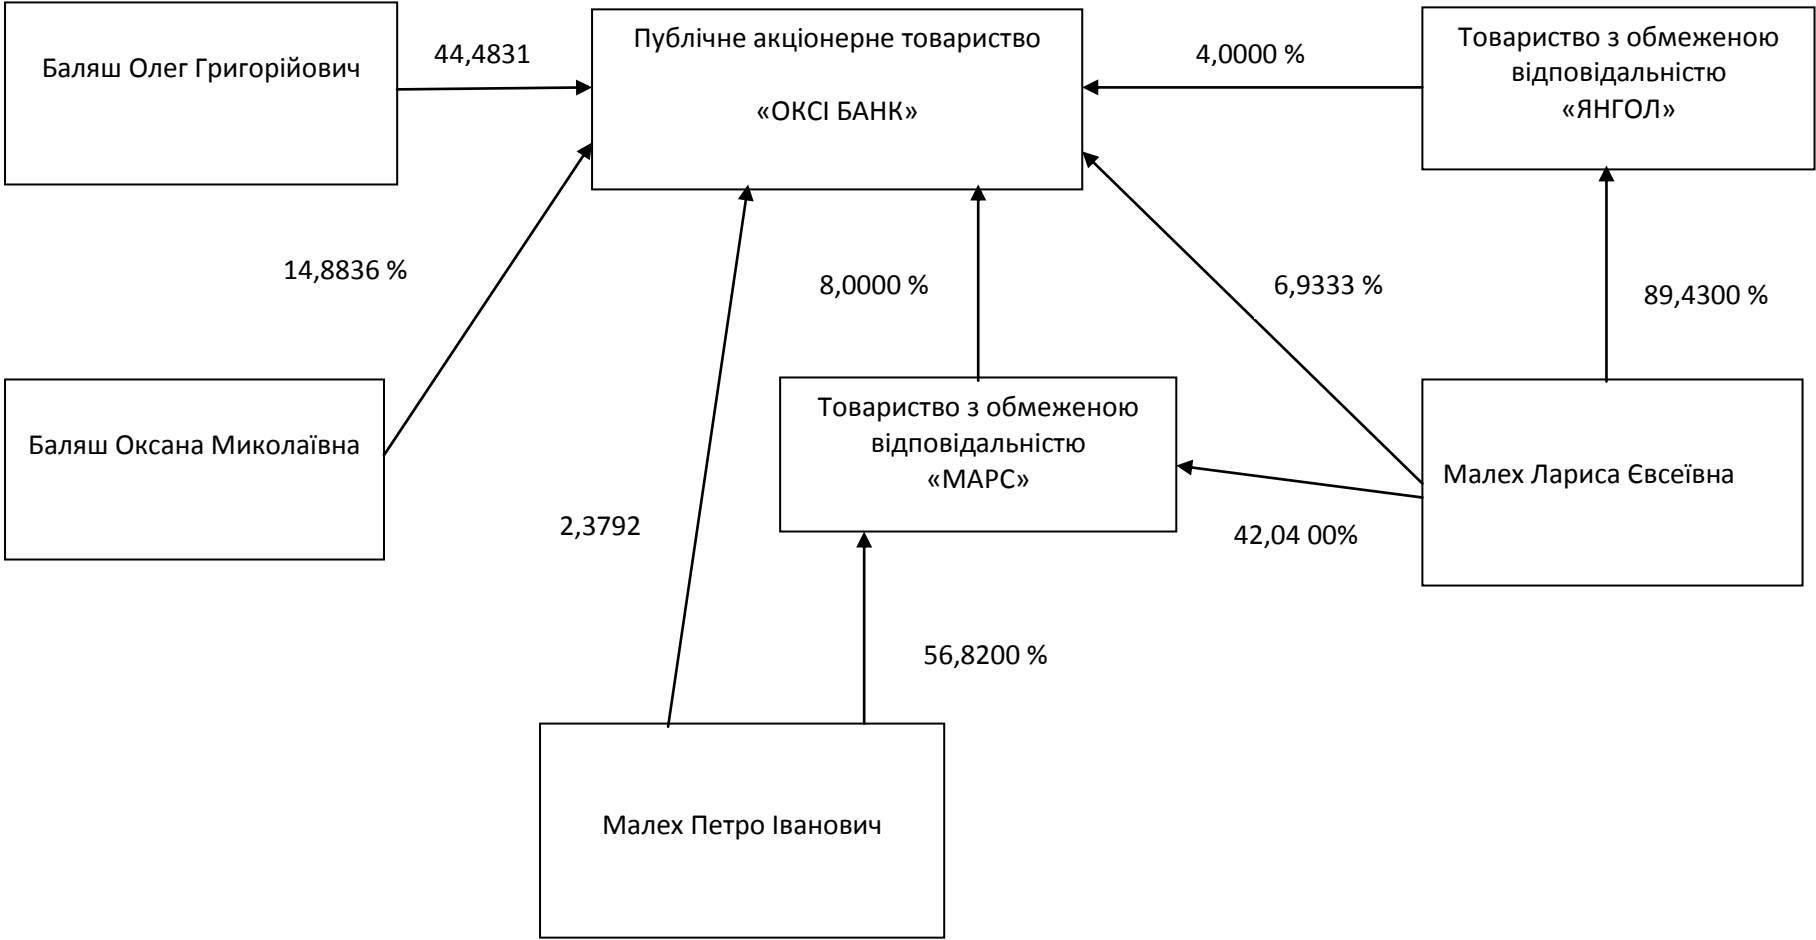 Баляш Олег Григорійович
44,4831
Публічне акціонерне товариство
«ОКСІ БАНК»
4,0000 %
Товариство з обмеженою
відповідальністю
«ЯНГОЛ»
14,8836 %
8,0000 %
6,9333 %
89,4300 %
Баляш Оксана Миколаївна
Товариство з обмеженою
відповідальністю
«МАРС»
Малех Лариса Євсеївна
2,3792
42,04 00%
56,8200 %
Малех Петро Іванович